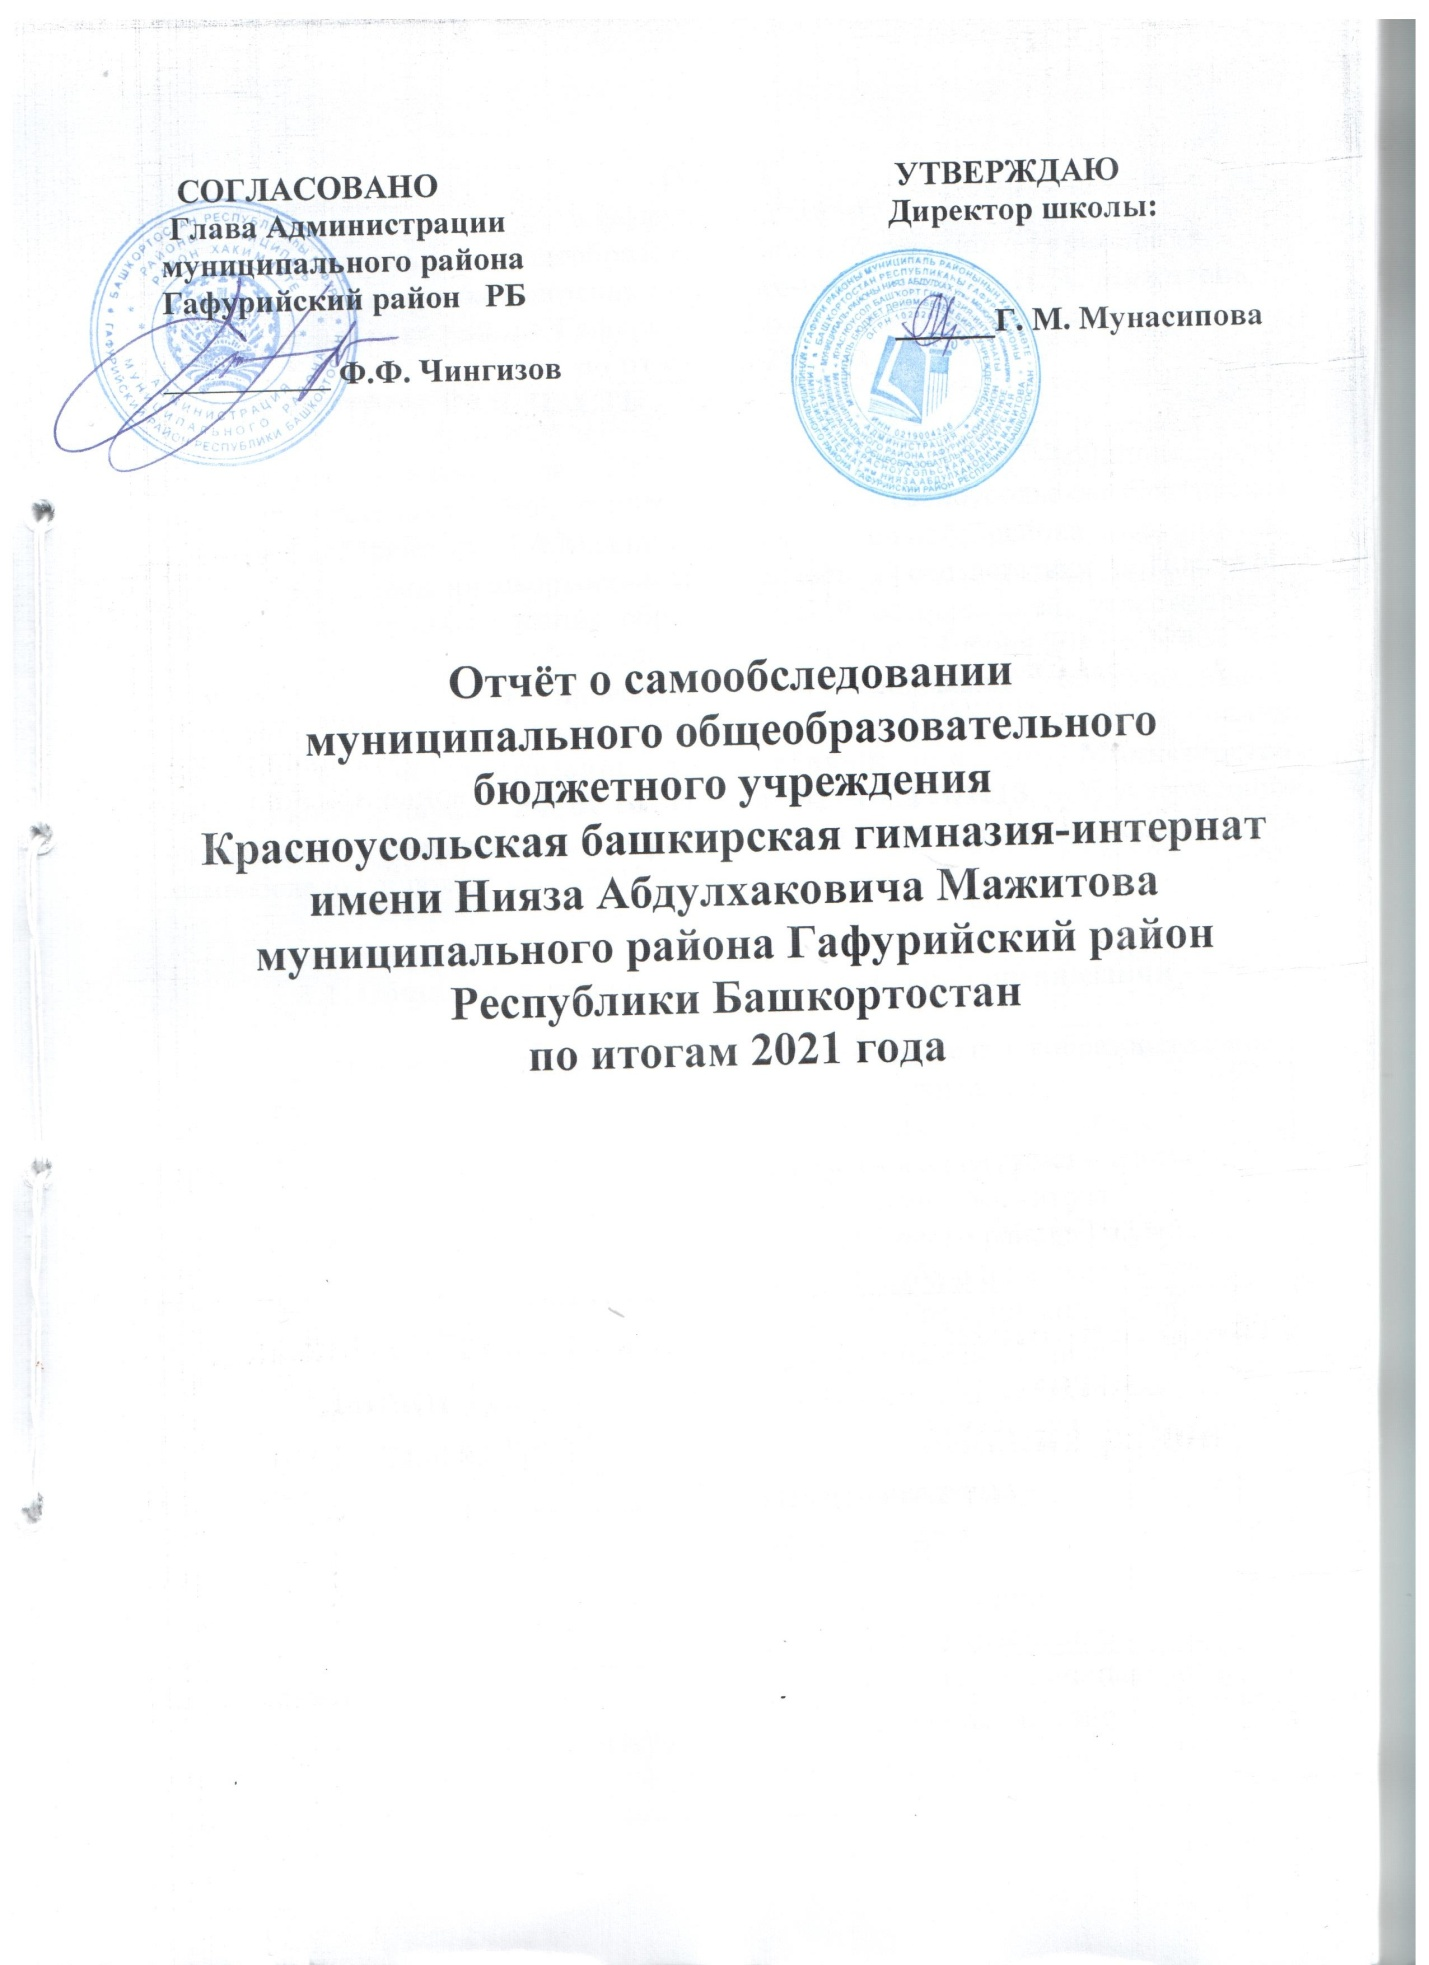 СОГЛАСОВАНО
Глава Администрации
муниципального района
Гафурийский район РБ
Ф.Ф. Чингизов
УТВЕРЖДАЮ
Директор школы:
Г. М. Мунасипова
Отчёт о самообследовании
муниципального общеобразовательного
бюджетного учреждения
Красноусольская башкирская гимназия-интернат
имени Нияза Абдулхаковича Мажитова
муниципального района Гафурийский район
Республики Башкортостан
по итогам 2021 года